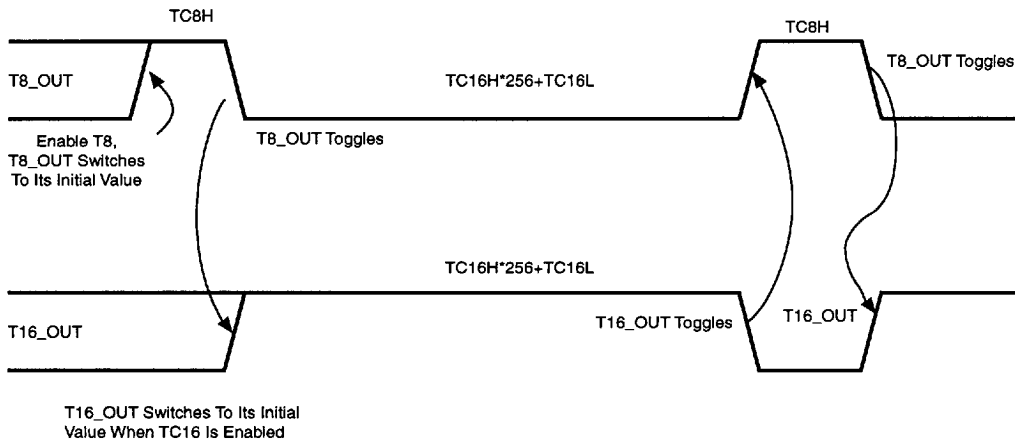 TC8H
TC8H
T8_OUT
TC16H*256+TC16L
T8_OUT Toggles
Enable T8,
T8_OUT Switches
To Its Initial Value
T8_OUT Toggles
TC16H*256+TC16L
T16_OUT
T16_OUT Toggles
T16_OUT
T16_OUT Switches To Its Initial
Value When TC16 Is Enabled